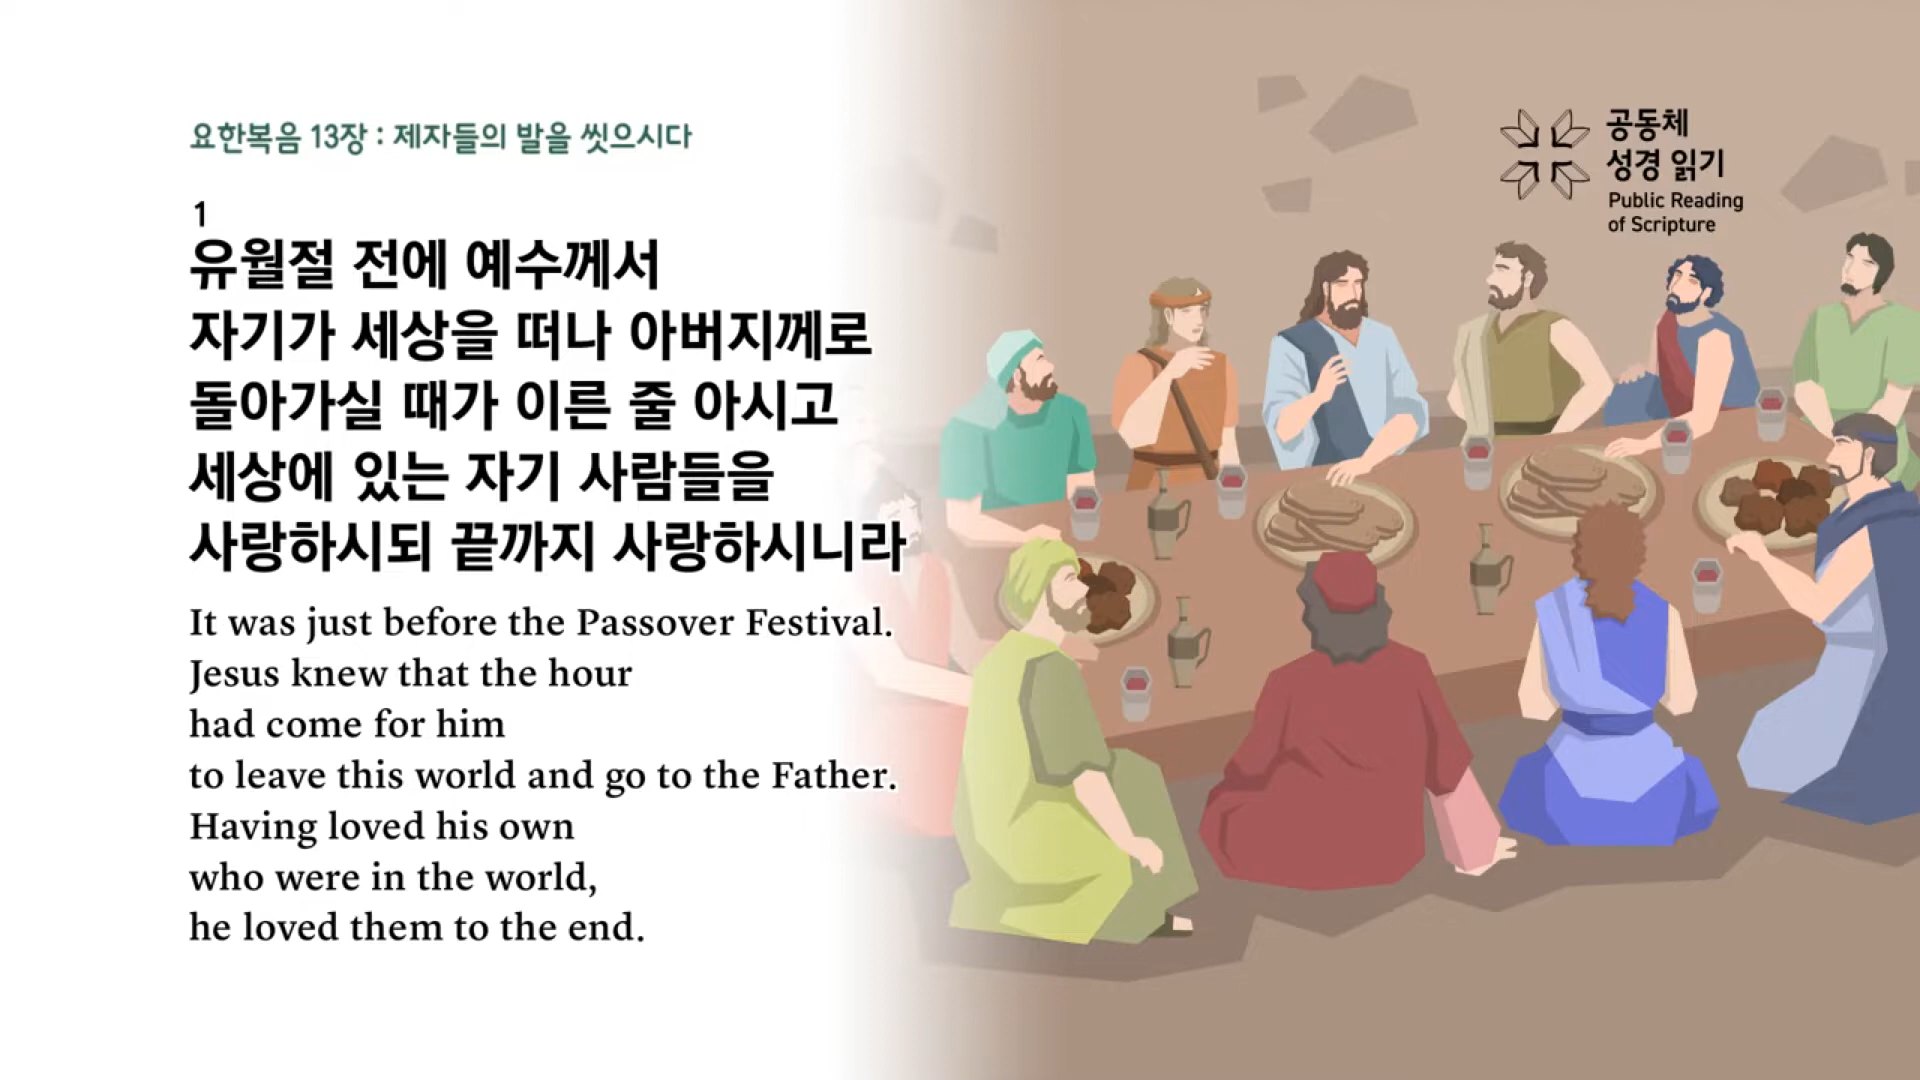 요한복음 13장 : 제자들의 발을 씻으시다
1
유월절 전에 예수께서
자기가 세상을 떠나 아버지께로
돌아가실 때가 이른 줄 아시고
세상에 있는 자기 사람들을
사랑하시되 끝까지 사랑하시니라
It was just before the Passover Festival.
Jesus knew that the hour
had come for him
to leave this world and go to the Father.
Having loved his own
who were in the world,
he loved them to the end.
공동체
성경 읽기
Public Reading
of Scripture